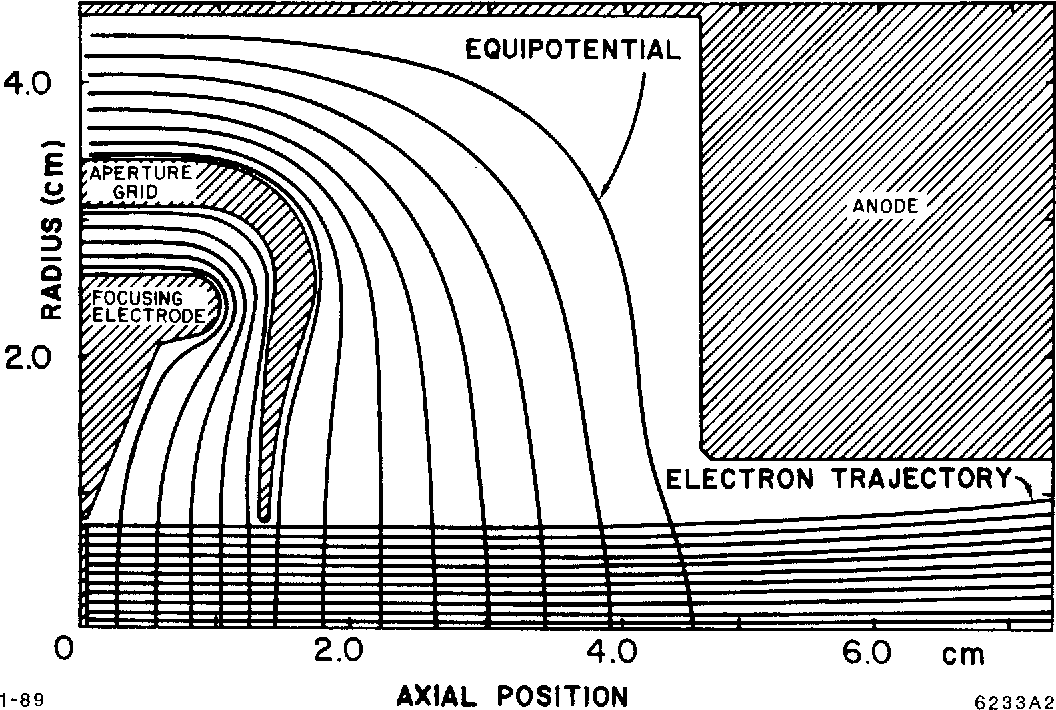 EQUIPOTENTIAL
4.0
APERTURE
GRID
ANODE
RADIUS (cm)
FOCUSING
ELECTRODE
2.0
ELECTRON TRAJECTORY
0
2.0
4.0
6.0
cm
AXIAL POSITION
1-89
6233A2